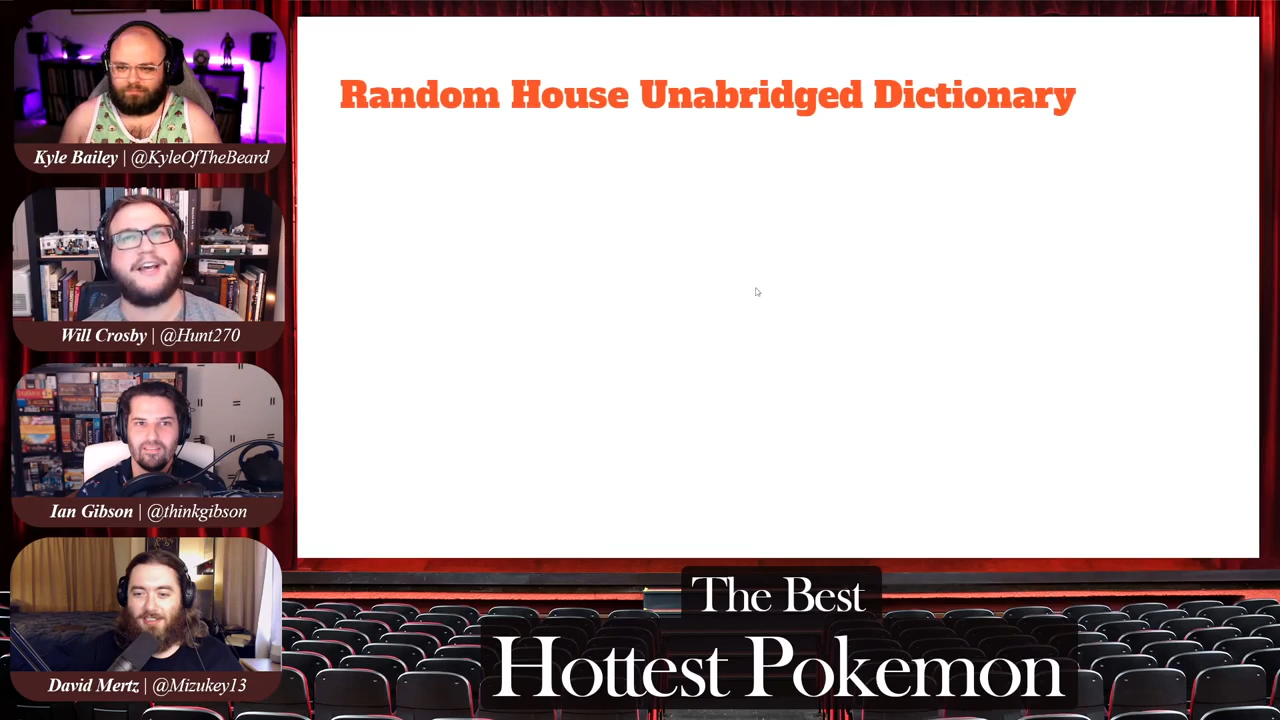 Random House Unabridged Dictionary
Kyle Bailey | @KyleOfTheBeard
Will Crosby | @Hunt270
Ian Gibson | @thinkgibson
David Mertz | @Mizukey13
The Best
Hottest Pokemon